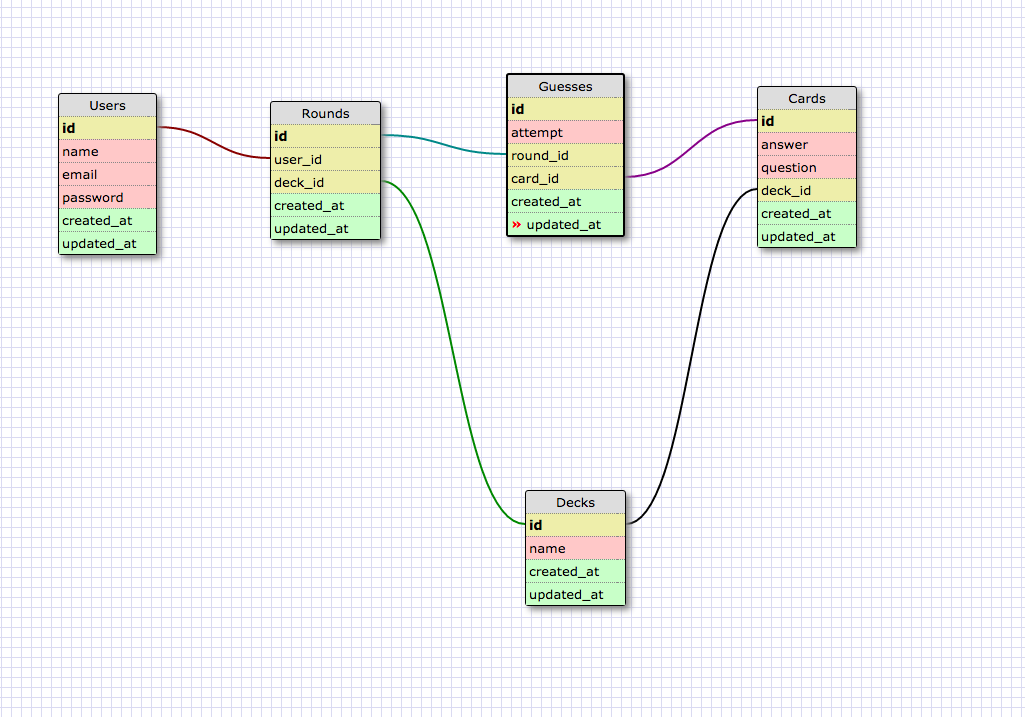 Users
id
name
email
password
created_at
updated_at
Rounds
id
user_id
deck_id
created_at
updated_at
Guesses
id
attempt
round_id
card_id
created_at
» updated_at
Cards
id
answer
question
deck_id
created_at
updated_at
Decks
id
name
created_at
updated_at